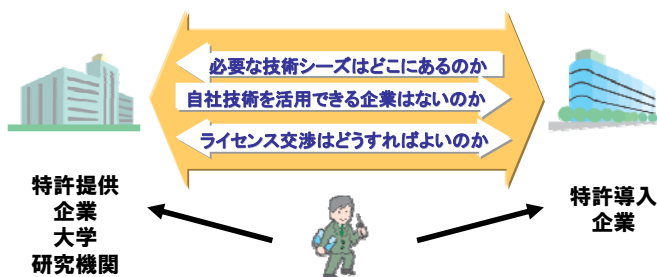 必要な技術シーズはどこにあるのか
自社技術を活用できる企業はないのか
ライセンス交渉はどうすればよいのか
特許提供
企業
大学
研究機関
特許導入
企業